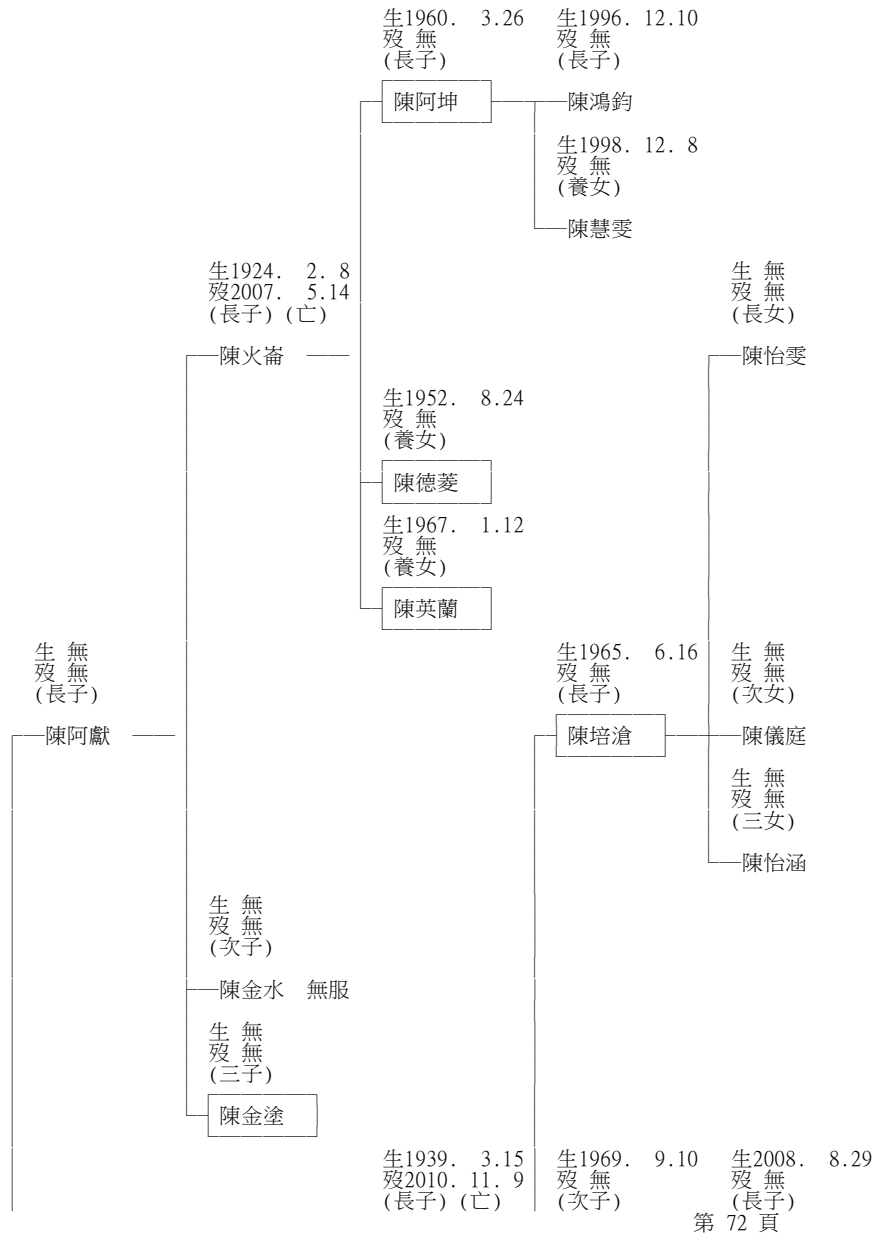 生1960. 3.26 生1996. 12.10
歿 無 歿 無
(長子) (長子)
陳阿坤 陳鴻鈞
生1998. 12. 8
歿 無
(養女)
陳慧雯
生1924. 2. 8 生 無
歿2007. 5.14 歿 無
(長子)(亡) (長女)
陳火崙 陳怡雯
生1952. 8.24
歿 無
(養女)
陳德菱
生1967. 1.12
歿 無
(養女)
陳英蘭
生 無 生1965. 6.16 生 無
歿 無 歿 無 歿 無
(長子) (長子) (次女)
陳阿獻 陳培滄 陳儀庭
生 無
歿 無
(三女)
陳怡涵
生 無
歿 無
(次子)
陳金水 無服
生 無
歿 無
(三子)
陳金塗
生1939. 3.15 生1969. 9.10 生2008. 8.29
歿2010. 11. 9 歿 無 歿 無
(長子)(亡) (次子) (長子)
第 72 頁